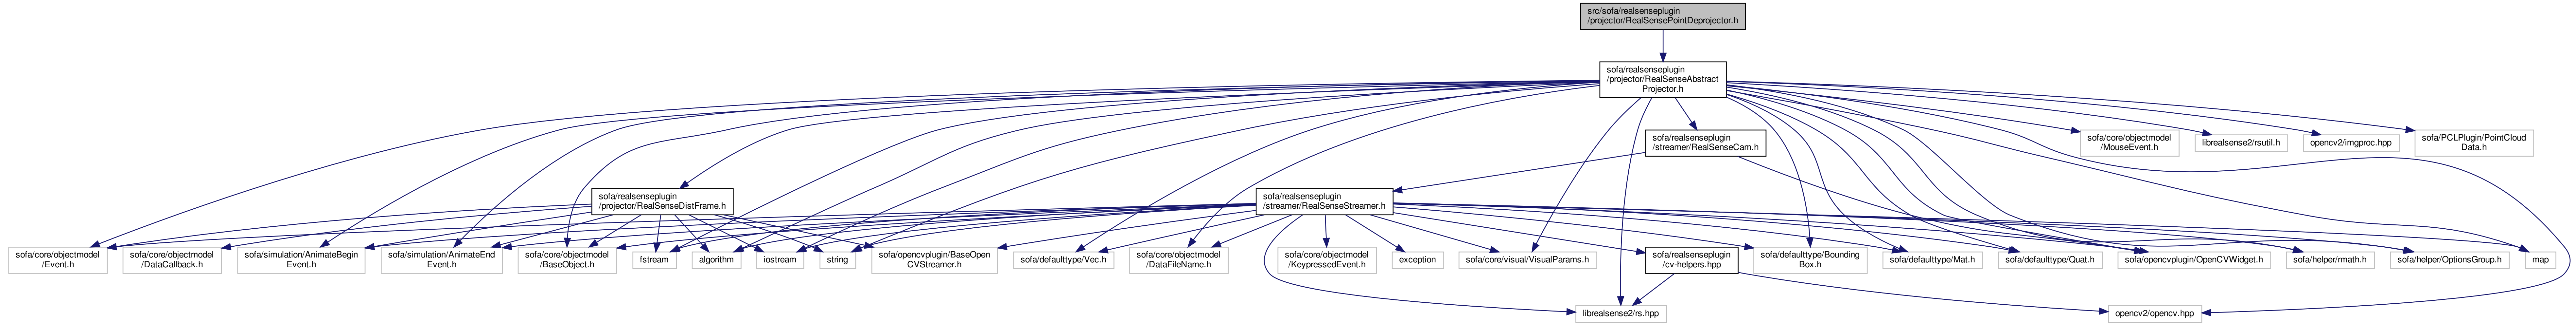 src/sofa/realsenseplugin
/projector/RealSensePointDeprojector.h
sofa/realsenseplugin
/projector/RealSenseAbstract
Projector.h
sofa/realsenseplugin
/streamer/RealSenseCam.h
sofa/core/objectmodel
/MouseEvent.h
librealsense2/rsutil.h
opencv2/imgproc.hpp
sofa/PCLPlugin/PointCloud
Data.h
sofa/realsenseplugin
/projector/RealSenseDistFrame.h
sofa/realsenseplugin
/streamer/RealSenseStreamer.h
sofa/core/objectmodel
/Event.h
sofa/core/objectmodel
/DataCallback.h
sofa/simulation/AnimateBegin
Event.h
sofa/simulation/AnimateEnd
Event.h
sofa/core/objectmodel
/BaseObject.h
fstream
algorithm
iostream
string
sofa/opencvplugin/BaseOpen
CVStreamer.h
sofa/defaulttype/Vec.h
sofa/core/objectmodel
/DataFileName.h
sofa/core/objectmodel
/KeypressedEvent.h
exception
sofa/core/visual/VisualParams.h
sofa/realsenseplugin
/cv-helpers.hpp
sofa/defaulttype/Bounding
Box.h
sofa/defaulttype/Mat.h
sofa/defaulttype/Quat.h
sofa/opencvplugin/OpenCVWidget.h
sofa/helper/rmath.h
sofa/helper/OptionsGroup.h
map
librealsense2/rs.hpp
opencv2/opencv.hpp